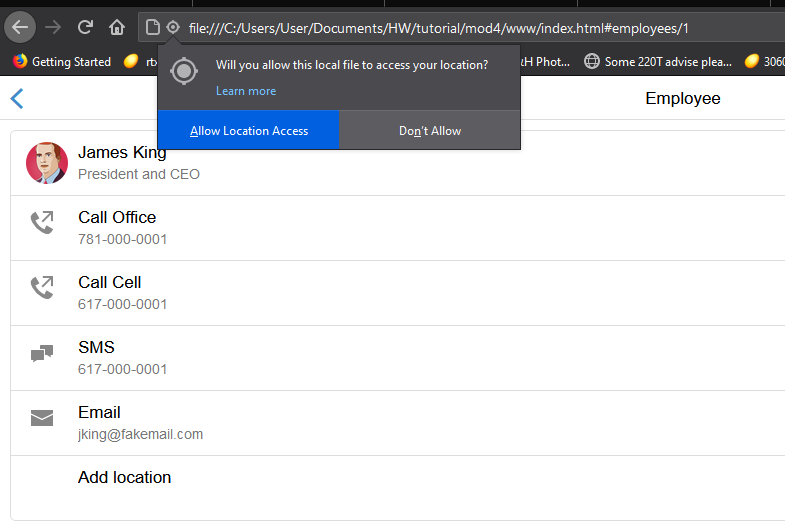 file:///C:/Users/User/Documents/HW/tutorial/mod4/www/index.html#employees/1
Getting Started
rb
H Phot...
Some 220T advise plea...
3060
Will you allow this local file to access your location?
Learn more
Allow Location Access
Don't Allow
Employee
James King
President and CEO
Call Office
781-000-0001
Call Cell
617-000-0001
SMS
617-000-0001
Email
jking@fakemail.com
Add location